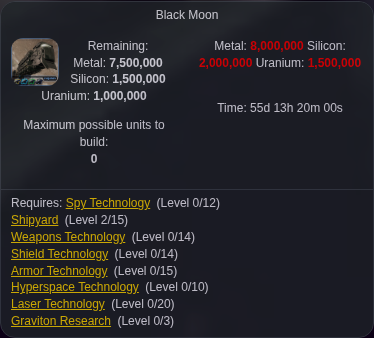 Black Moon
Remaining:
Metal: 7,500,000
Silicon: 1,500,000
Uranium: 1,000,000
Maximum possible units to
build:
0
Metal: 8,000,000 Silicon:
2,000,000 Uranium: 1,500,000
Time: 55d 13h 20m 00s
Requires: Spy Technology (Level 0/12)
Shipyard (Level 2/15)
Weapons Technology (Level 0/14)
Shield Technology (Level 0/14)
Armor Technology (Level 0/15)
Hyperspace Technology (Level 0/10)
Laser Technology (Level 0/20)
Graviton Research (Level 0/3)